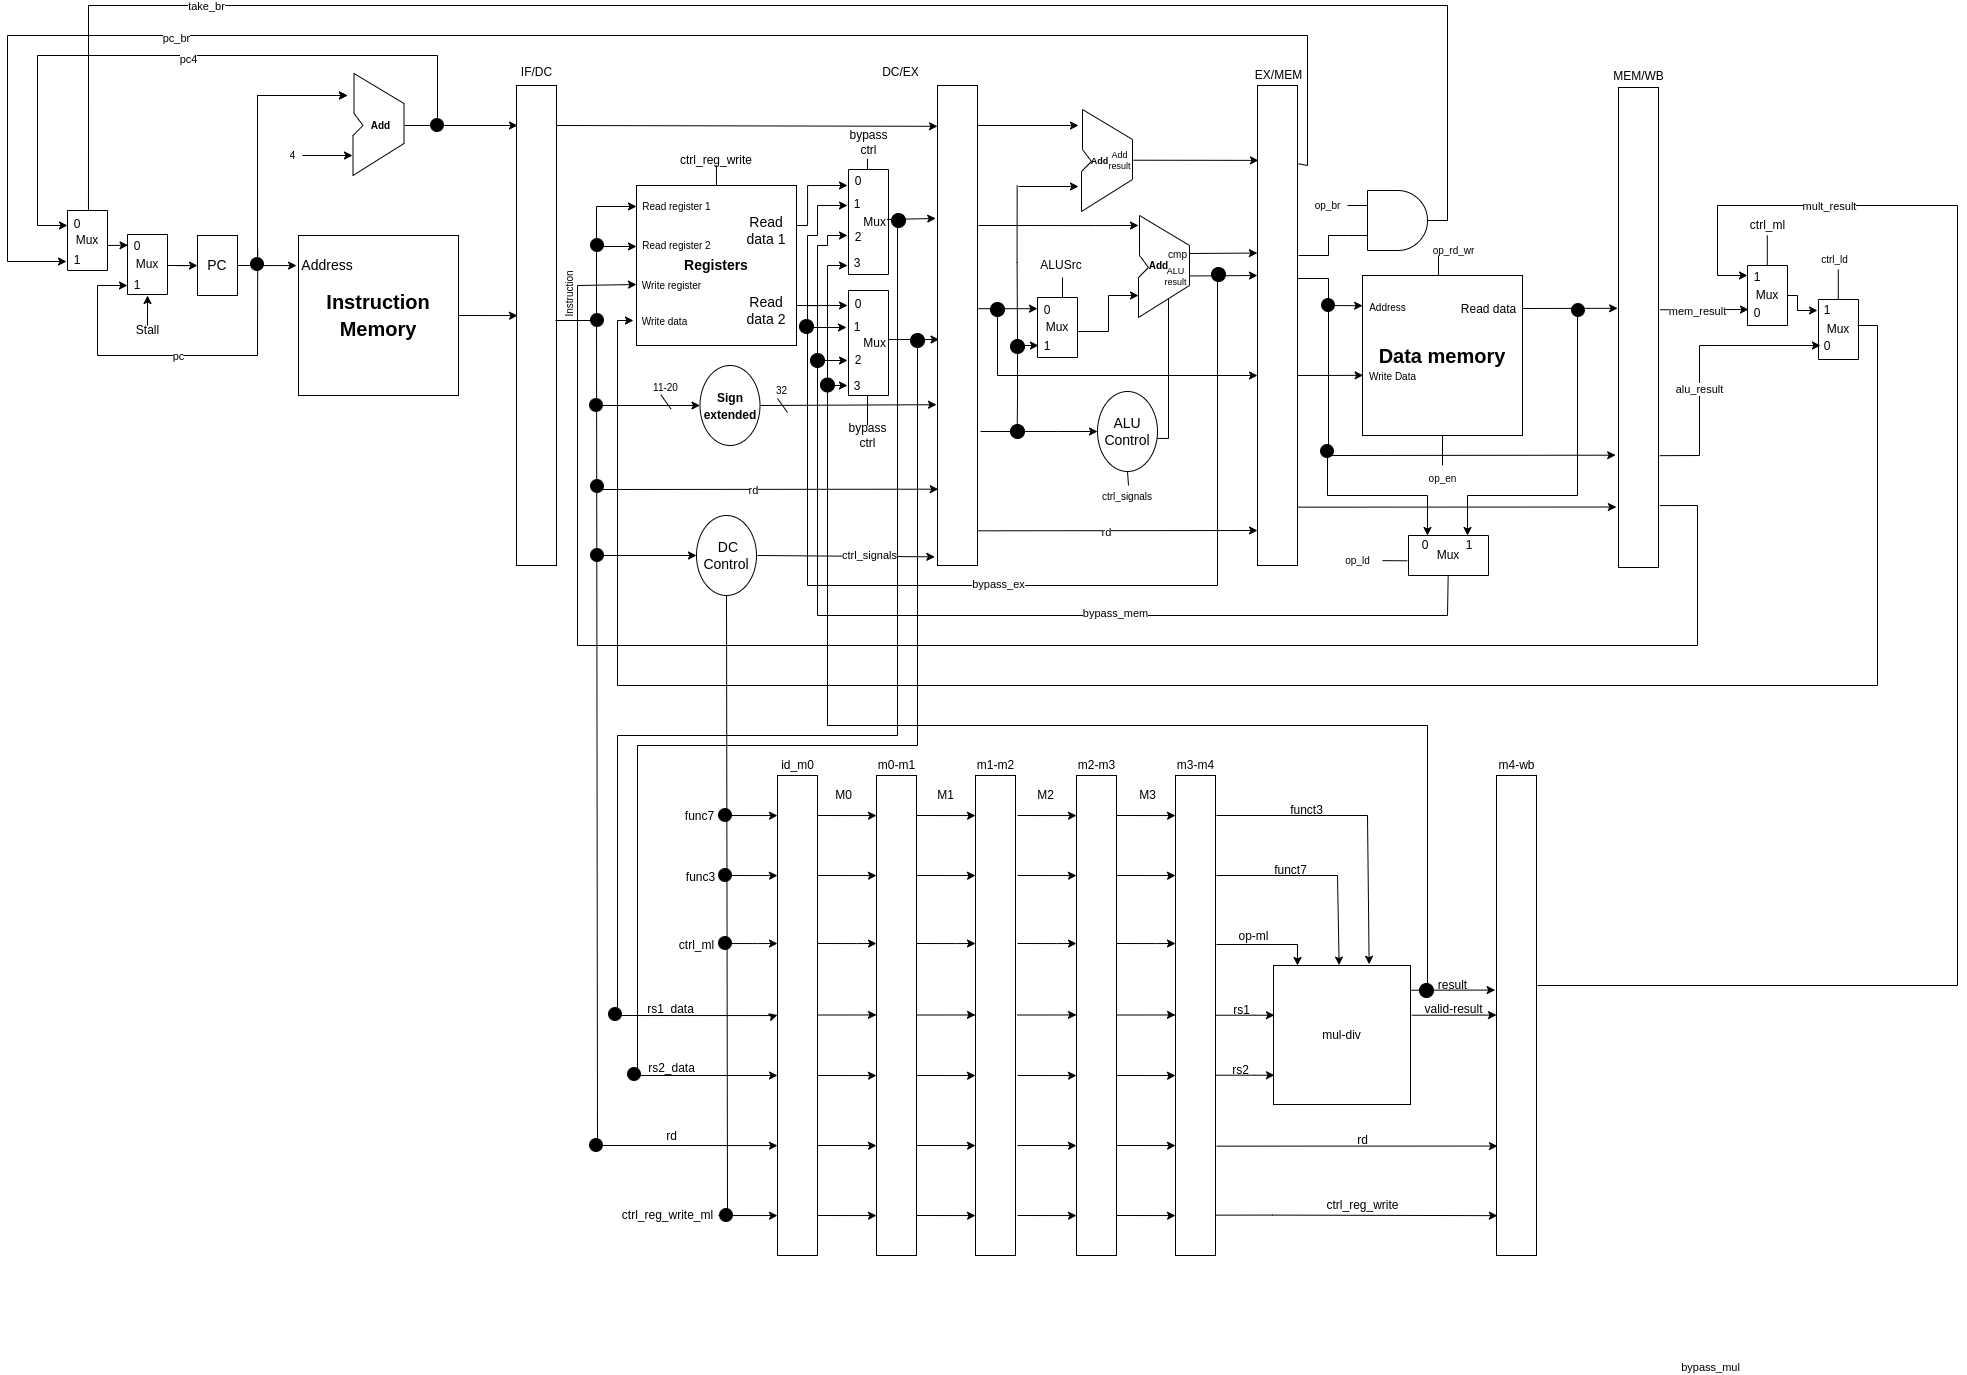 take_br
pc_br
pc4
IF/DC
DC/EX
EX/MEM
MEM/WB
Add
4
0
Mux
1
0
Mux
1
Stall
pc
PC
Address
Instruction
Memory
Instruction
ctrl_reg_write
Read register 1
Read register 2
Write register
Write data
Registers
Read
data 1
Read
data 2
bypass
ctrl
0
1
Mux
2
3
0
1
Mux
2
3
bypass
ctrl
11-20
Sign
extended
32
rd
DC
Control
ctrl_signals
Add
Add
result
ALUSrc
0
Mux
1
Add
cmp
ALU
result
ALU
Control
ctrl_signals
rd
op_br
op_rd_wr
Address
Read data
Data memory
Write Data
op_en
0
1
Mux
op_ld
mult_result
ctrl_ml
1
Mux
0
mem_result
ctrl_ld
1
Mux
0
alu_result
bypass_ex
bypass_mem
id_m0
m0-m1
m1-m2
m2-m3
m3-m4
m4-wb
M0
M1
M2
M3
func7
func3
ctrl_ml
rs1_data
rs2_data
rd
ctrl_reg_write_ml
funct3
funct7
op-ml
rs1
rs2
mul-div
result
valid-result
rd
ctrl_reg_write
bypass_mul